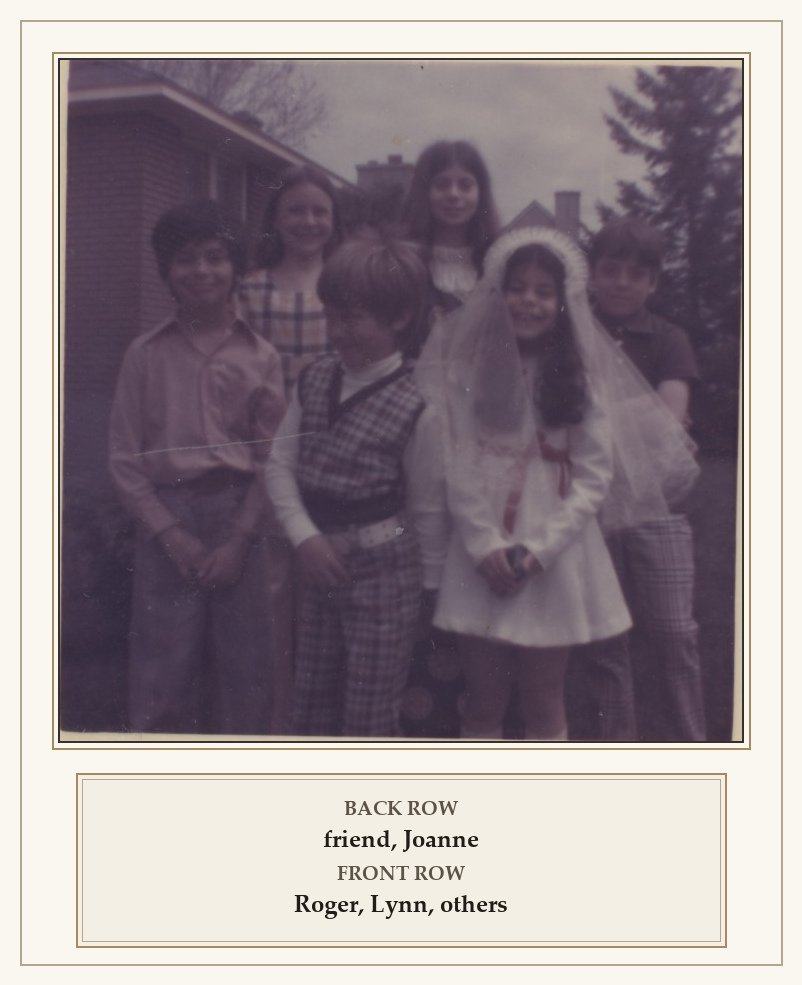 BACK ROW
friend, Joanne
FRONT ROW
Roger, Lynn, others